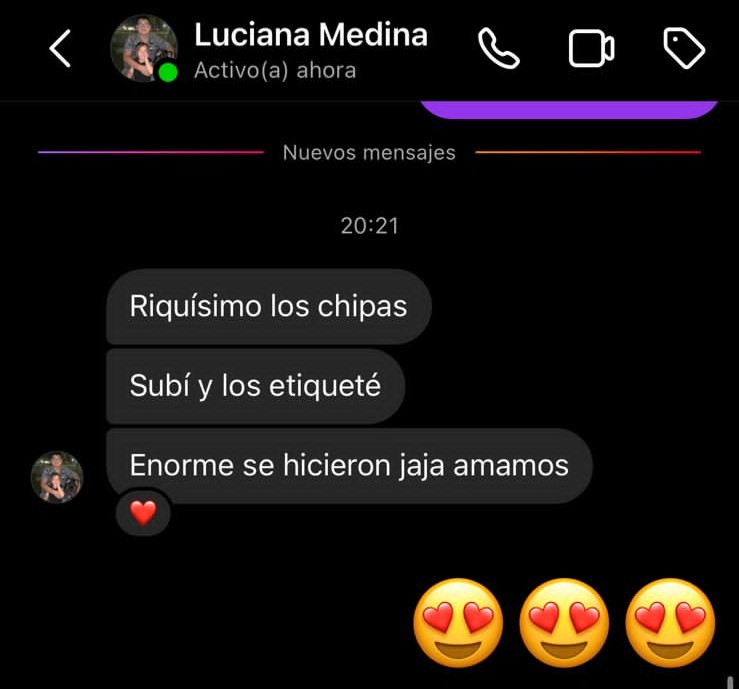 Luciana Medina
Activo(a) ahora
Nuevos mensajes
20:21
Riquísimo los chipas
Subí y los etiqueté
Enorme se hicieron jaja amamos